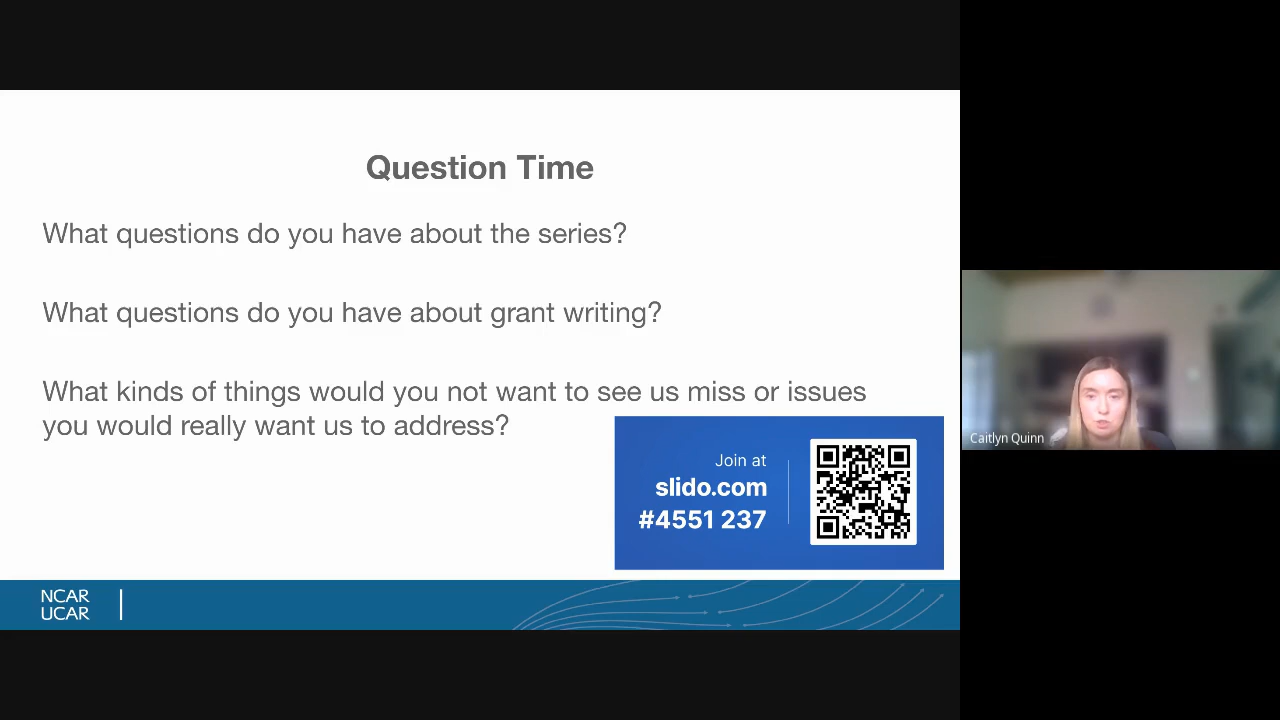 Question Time
What questions do you have about the series?
What questions do you have about grant writing?
What kinds of things would you not want to see us miss or issues
you would really want us to address?
Join at
slido.com
#4551 237
Caitlyn Quinn
NCAR
UCAR